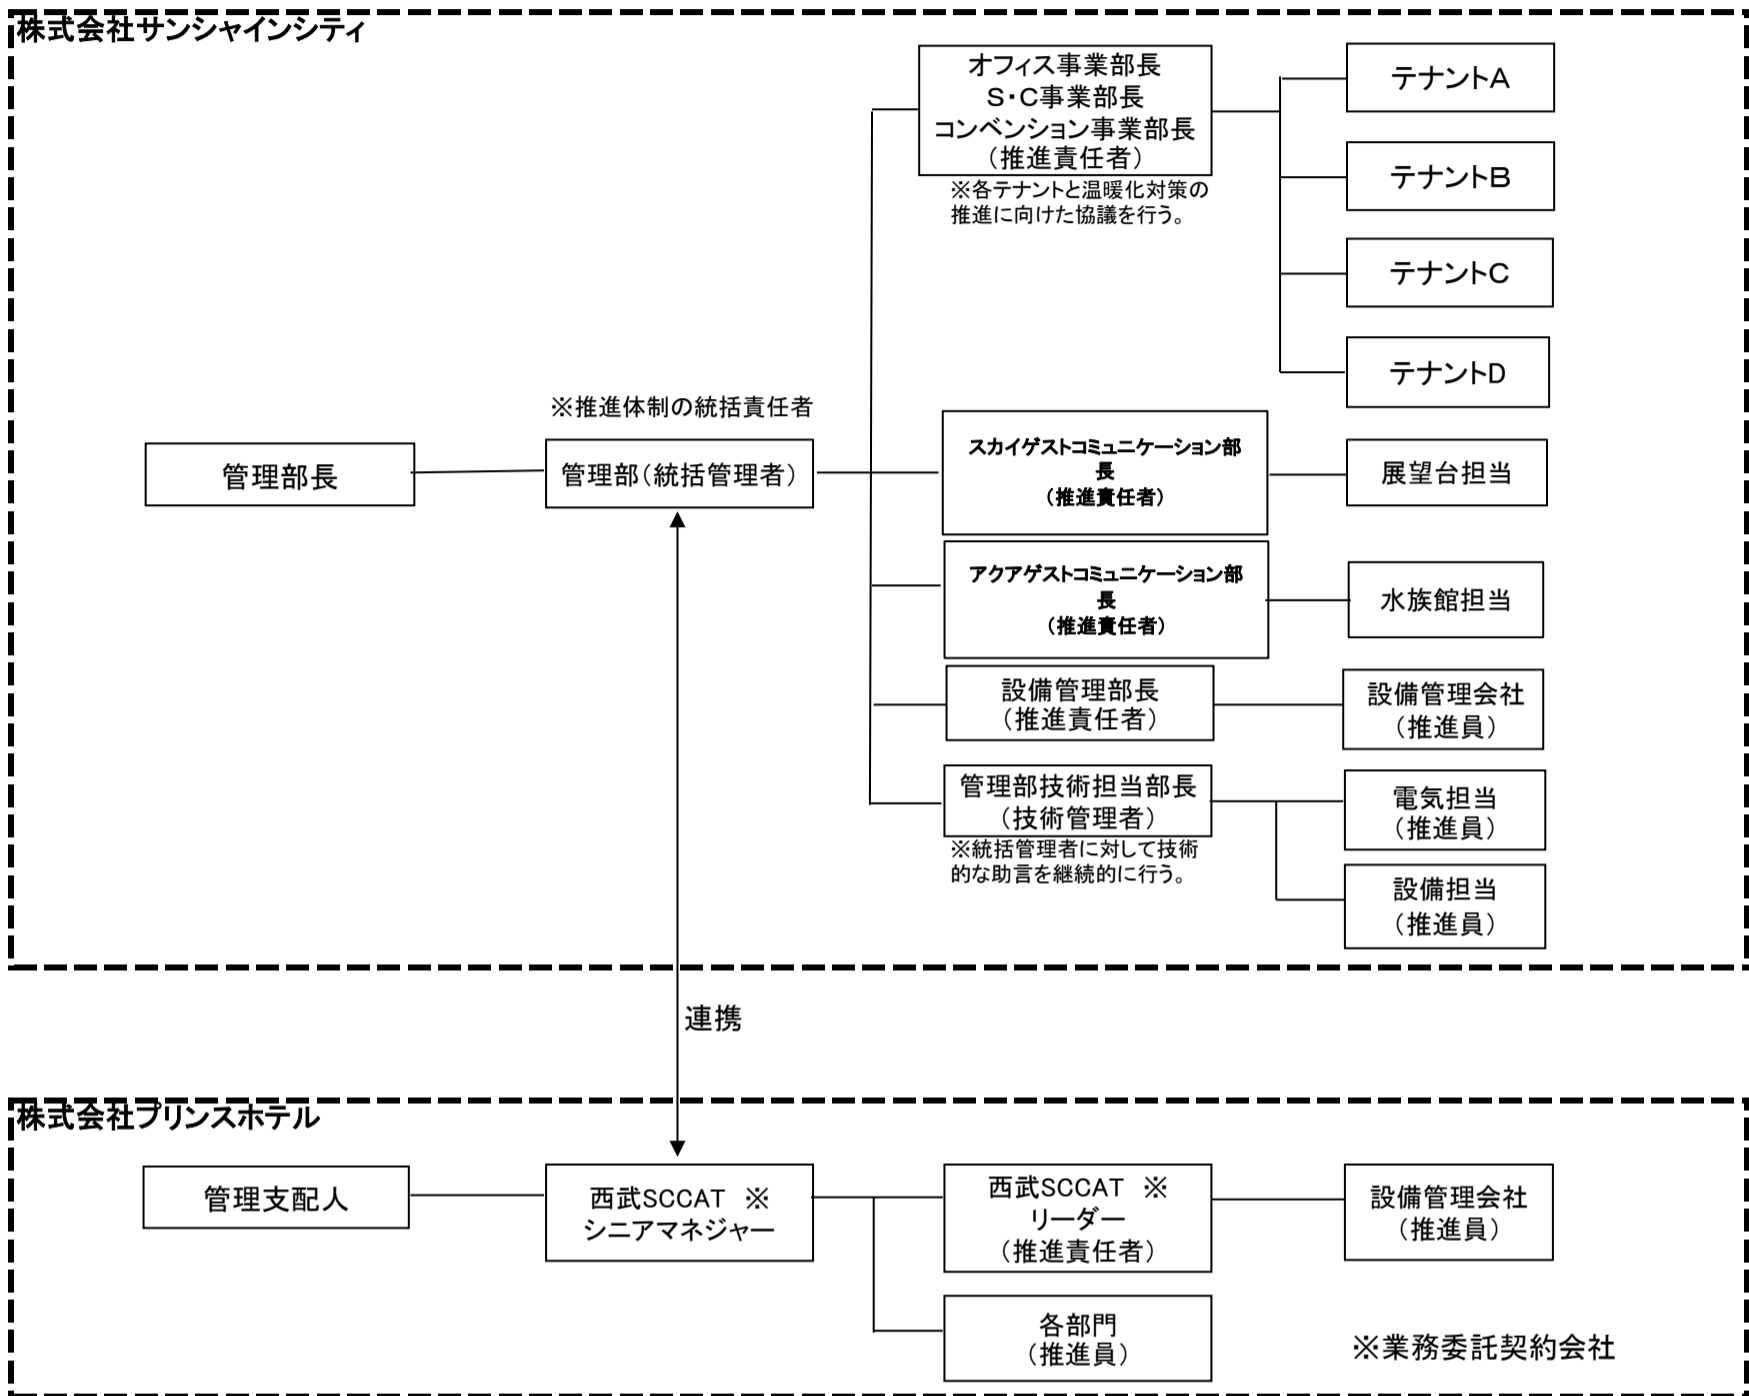 株式会社サンシャインシティ
オフィス事業部長
S・C事業部長
コンベンション事業部長
（推進責任者）
※各テナントと温暖化対策の
推進に向けた協議を行う。
テナントA
テナントB
テナントC
テナントD
管理部長
※推進体制の統括責任者
管理部（統括管理者）
スカイゲストコミュニケーション部
長
（推進責任者）
展望台担当
アクアゲストコミュニケーション部
長
（推進責任者）
水族館担当
設備管理部長
（推進責任者）
設備管理会社
（推進員）
管理部技術担当部長
（技術管理者）
※統括管理者に対して技術
的な助言を継続的に行う。
電気担当
（推進員）
設備担当
（推進員）
連携
株式会社プリンスホテル
管理支配人
西武SCCAT　※
シニアマネジャー
西武SCCAT　※
リーダー
（推進責任者）
設備管理会社
（推進員）
各部門
（推進員）
※業務委託契約会社